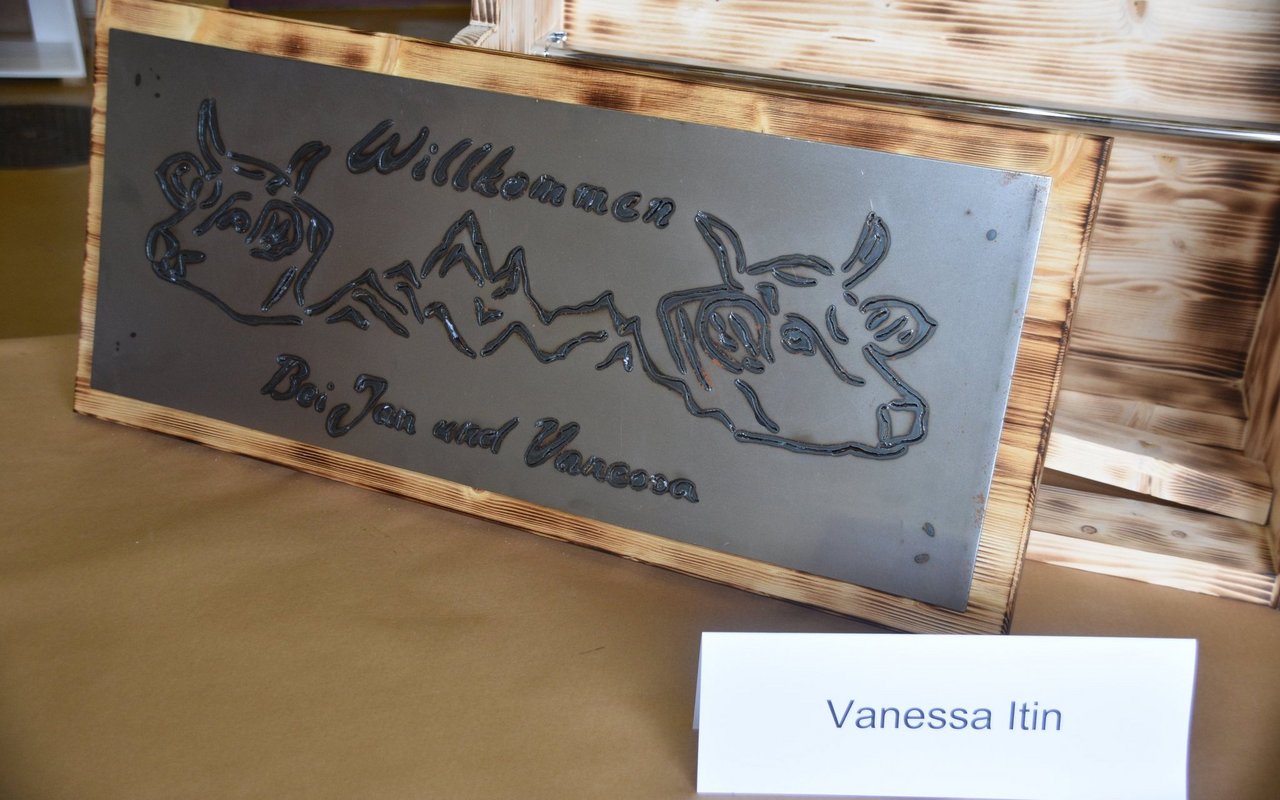 Willkommen
Bei Jan und Vanessa
Vanessa Itin